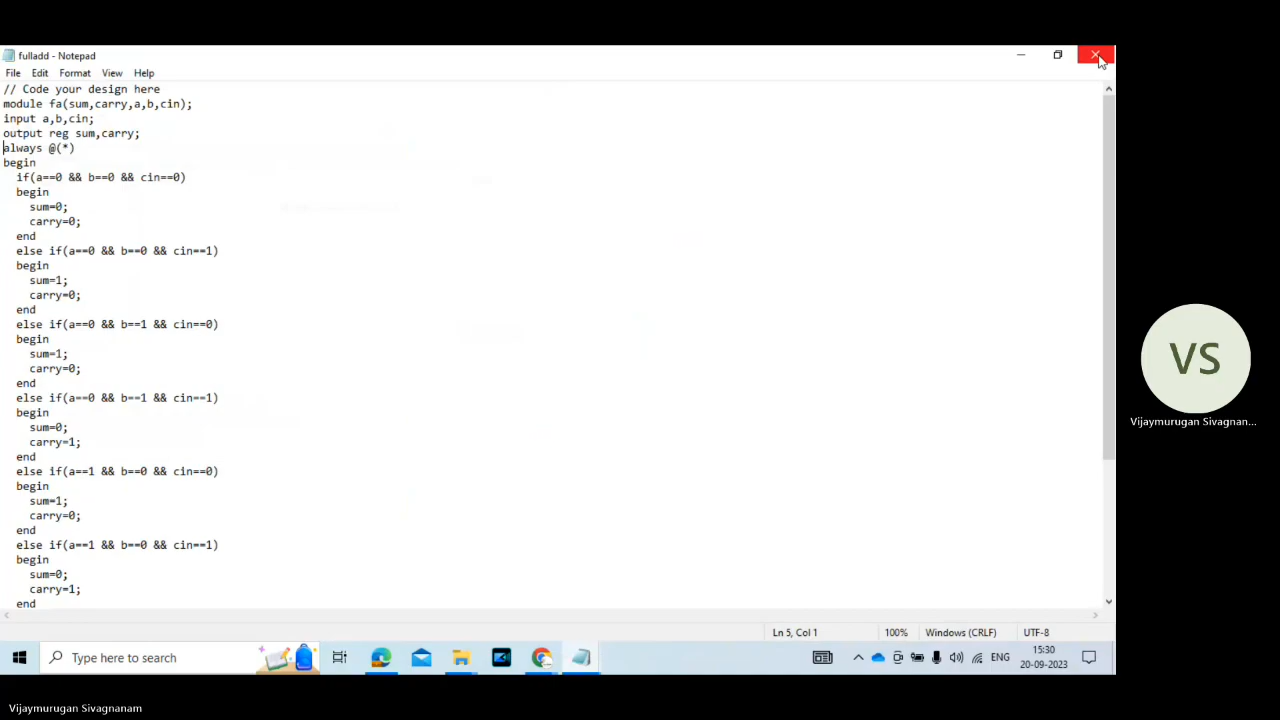 fulladd - Notepad
File Edit Format View Help
// Code your design here
module fa(sum,carry,a,b,cin);
input a,b,cin;
output reg sum,carry;
always @(*)
begin
if(a==0 && b==0 && cin==0)
begin
sum=0;
carry=0;
end
else if(a==0 && b==0 && cin==1)
begin
sum=1;
carry=0;
end
else if(a==0 && b==1 && cin==0)
begin
sum=1;
carry=0;
end
else if(a==0 && b==1 && cin==1)
begin
sum=0;
carry=1;
end
else if(a==1 && b==0 && cin==0)
begin
sum=1;
carry=0;
end
else if(a==1 && b==0 && cin==1)
begin
sum=0;
carry=1;
end
VS
Vijaymurugan Sivagnan...
Ln 5, Col 1 100% Windows (CRLF) UTF-8
Type here to search
ENG
15:30
20-09-2023
Vijaymurugan Sivagnanam